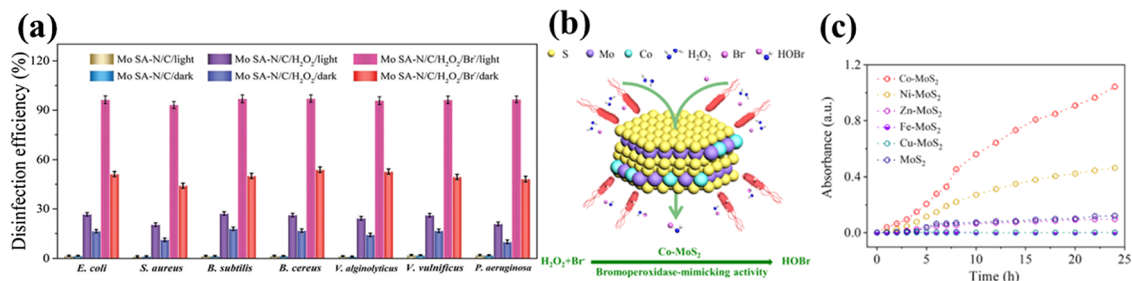 (a)
Disinfection efficiency (%)
120
90
60
30
0
Mo SA-N/C/light
Mo SA-N/C/H₂O₂/light
Mo SA-N/C/H₂O₂/Br⁻/light
Mo SA-N/C/dark
Mo SA-N/C/H₂O₂/dark
Mo SA-N/C/H₂O₂/Br⁻/dark
E. coli S. aureus B. subtilis B. cereus V. alginolyticus V. vulnificus P. aeruginosa
(b)
S Mo Co H₂O₂ Br⁻ HOBr
Co-MoS₂
H₂O₂+Br⁻ HOBr
Bromoperoxidase-mimicking activity
(c)
Absorbance (a.u.)
1.2
0.8
0.4
0.0
Co-MoS₂
Ni-MoS₂
Zn-MoS₂
Fe-MoS₂
Cu-MoS₂
MoS₂
0 5 10 15 20 25
Time (h)